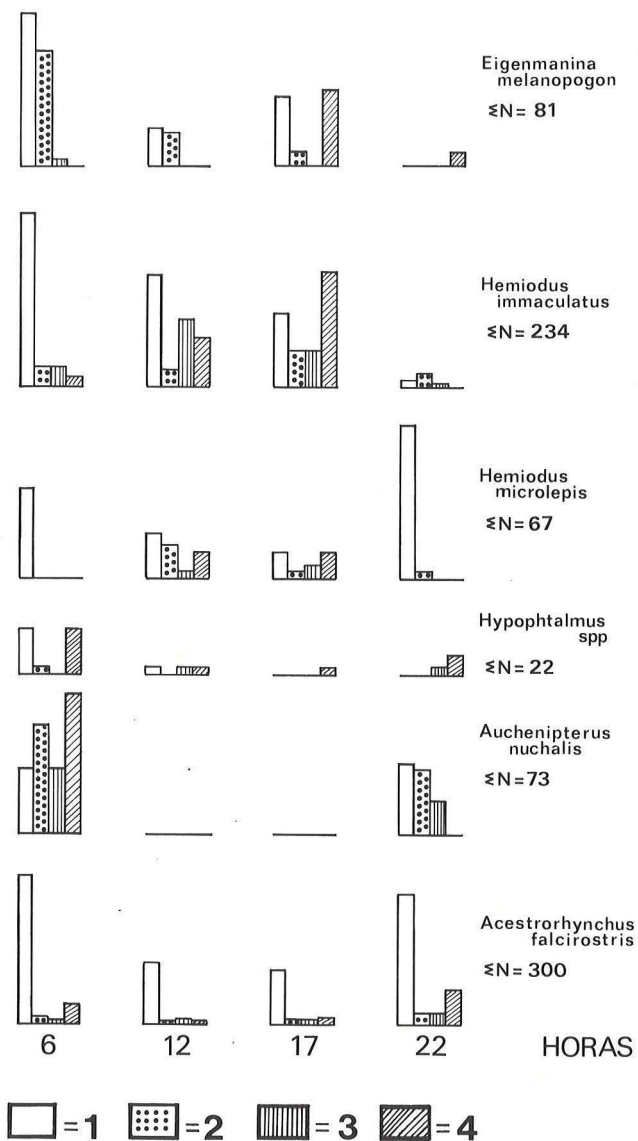 Eigenmanina
melanopogon
≤N= 81
Hemiodus
immaculatus
≤N= 234
Hemiodus
microlepis
≤N= 67
Hypophtalmus
spp
≤N= 22
Auchenipterus
nuchalis
≤N= 73
Acestrorhynchus
falcirostris
≤N= 300
6 12 17 22 HORAS
=1 =2 =3 =4